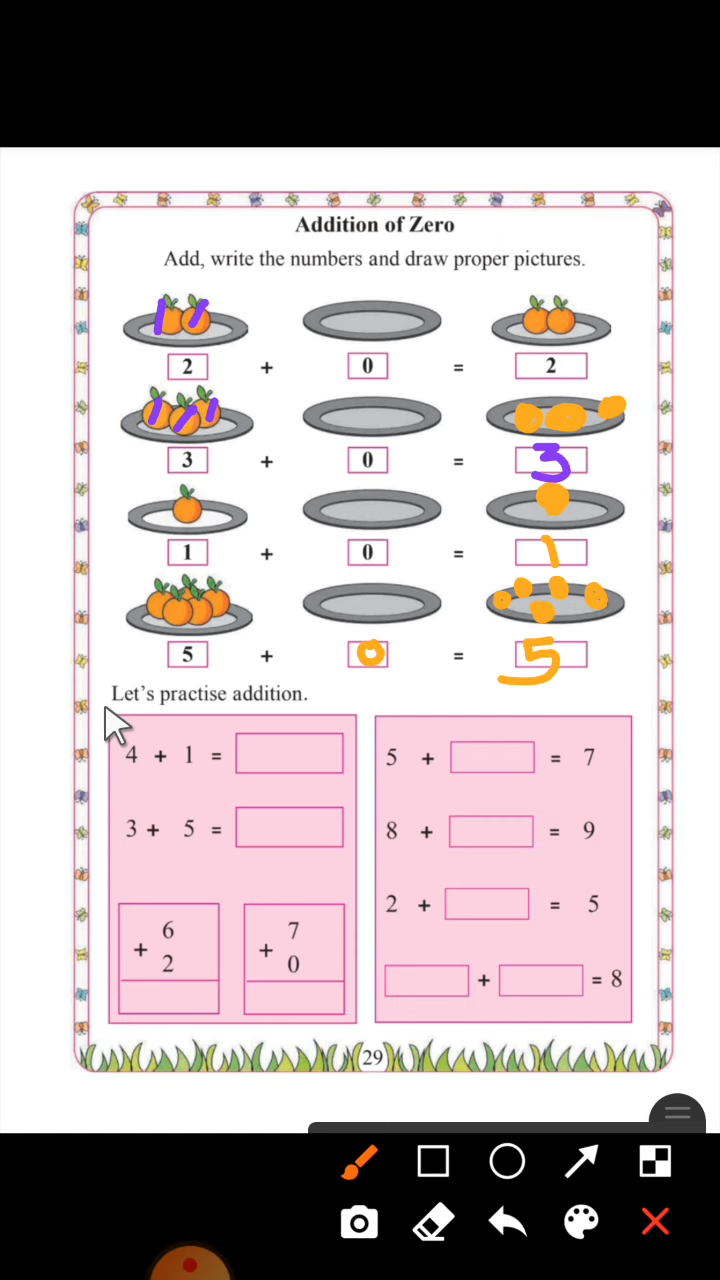 Addition of Zero
Add, write the numbers and draw proper pictures.
2 + 0 = 2
3 + 0 = 3
1 + 0 = 1
5 + 0 = 5
Let's practise addition.
4 + 1 =
3 + 5 =
6
+
2
7
+
0
5 + = 7
8 + = 9
2 + = 5
+ = 8
29